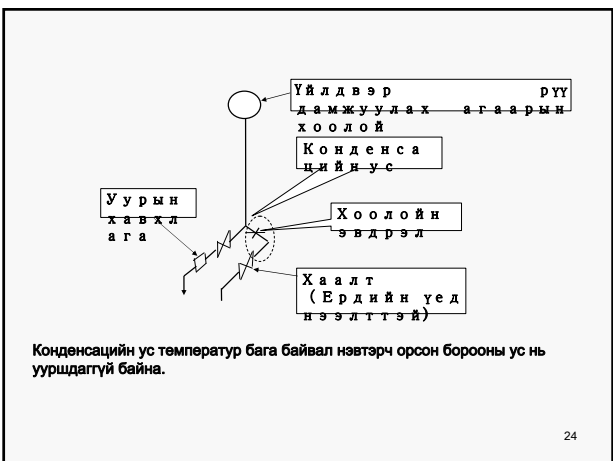 Үйлдвэр рүү
дамжуулах агаарын
хоолой
Конденса
цийн ус
Уурын
хавхл
ага
Хоолойн
эвдрэл
Хаалт
(Ердийн үед
нээлттэй)
Конденсацийн ус температур бага байвал нэвтэрч орсон борооны ус нь
ууршдаггүй байна.
24